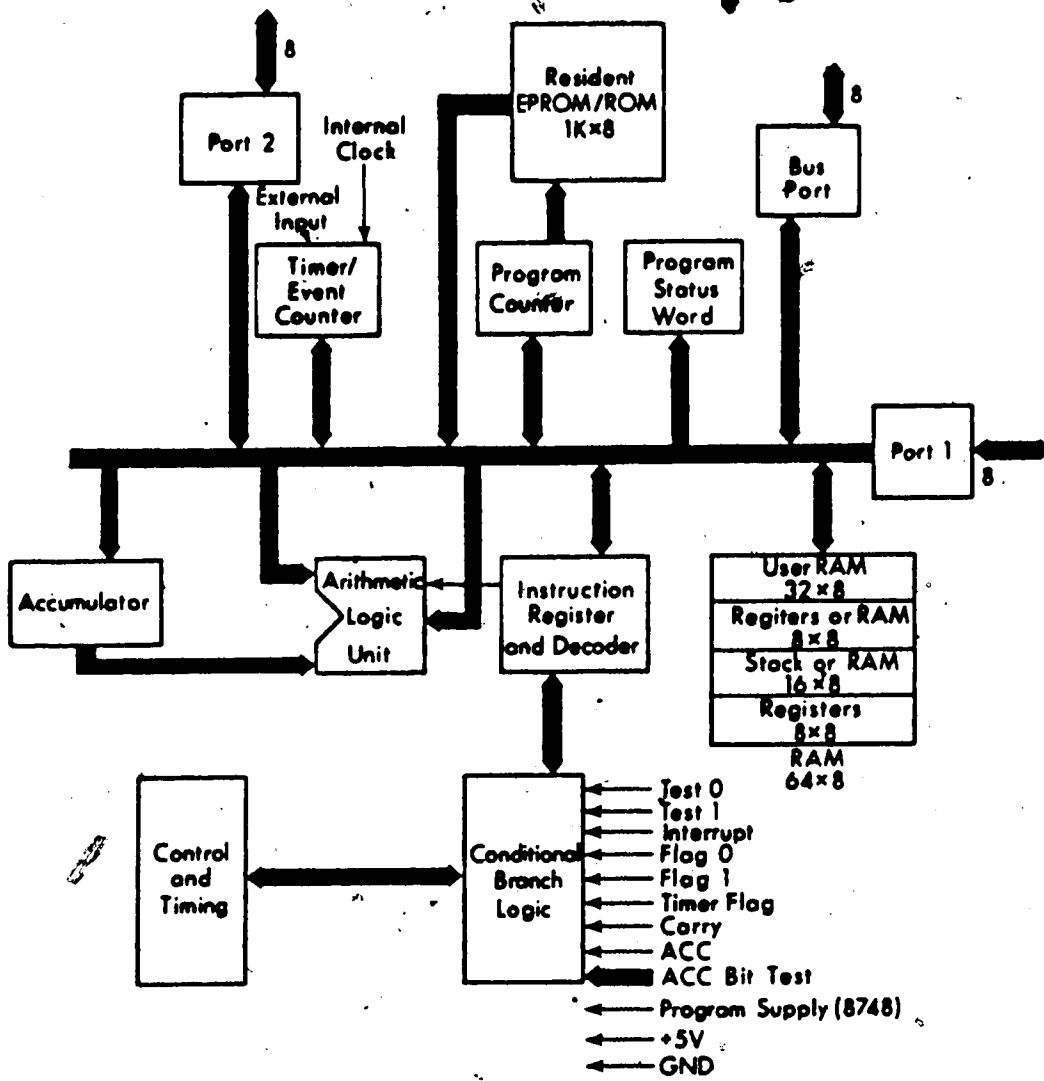 8
Port 2
Internal
Clock
External
Input
Timer/
Event
Counter
Resident
EPROM/ROM
1K×8
Program
Counter
Program
Status
Word
8
Bus
Port
Port 1
8
Accumulator
Arithmetic
Logic
Unit
Instruction
Register
and Decoder
User RAM
32×8
Regiters or RAM
8×8
Stack or RAM
16×8
Registers
8×8
RAM
64×8
Control
and
Timing
Conditional
Branch
Logic
Test 0
Test 1
Interrupt
Flag 0
Flag 1
Timer Flag
Carry
ACC
ACC Bit Test
Program Supply (8748)
+5V
GND